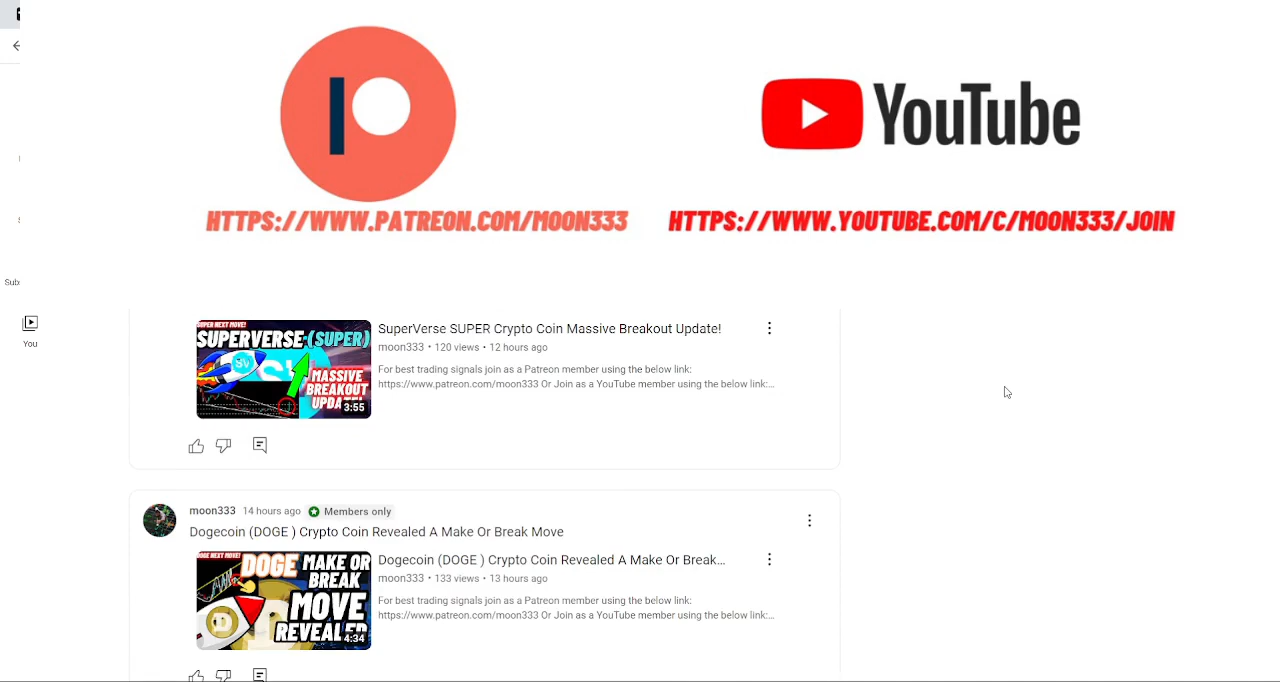 YouTube
HTTPS://WWW.PATREON.COM/MOON333
HTTPS://WWW.YOUTUBE.COM/C/MOON333/JOIN
Sub
You
SUPER NEXT MOVE!
SUPERVERSE-(SUPER)
MASSIVE
BREAKOUT
UPDA
3:55
SuperVerse SUPER Crypto Coin Massive Breakout Update!
moon333 • 120 views • 12 hours ago
For best trading signals join as a Patreon member using the below link:
https://www.patreon.com/moon333 Or Join as a YouTube member using the below link:...
moon333 14 hours ago Members only
Dogecoin (DOGE ) Crypto Coin Revealed A Make Or Break Move
DOGE NEXT MOVE!
DOGE MAKE OR
BREAK
MOVE
REVEALED
4:34
Dogecoin (DOGE ) Crypto Coin Revealed A Make Or Break...
moon333 • 133 views • 13 hours ago
For best trading signals join as a Patreon member using the below link:
https://www.patreon.com/moon333 Or Join as a YouTube member using the below link:...